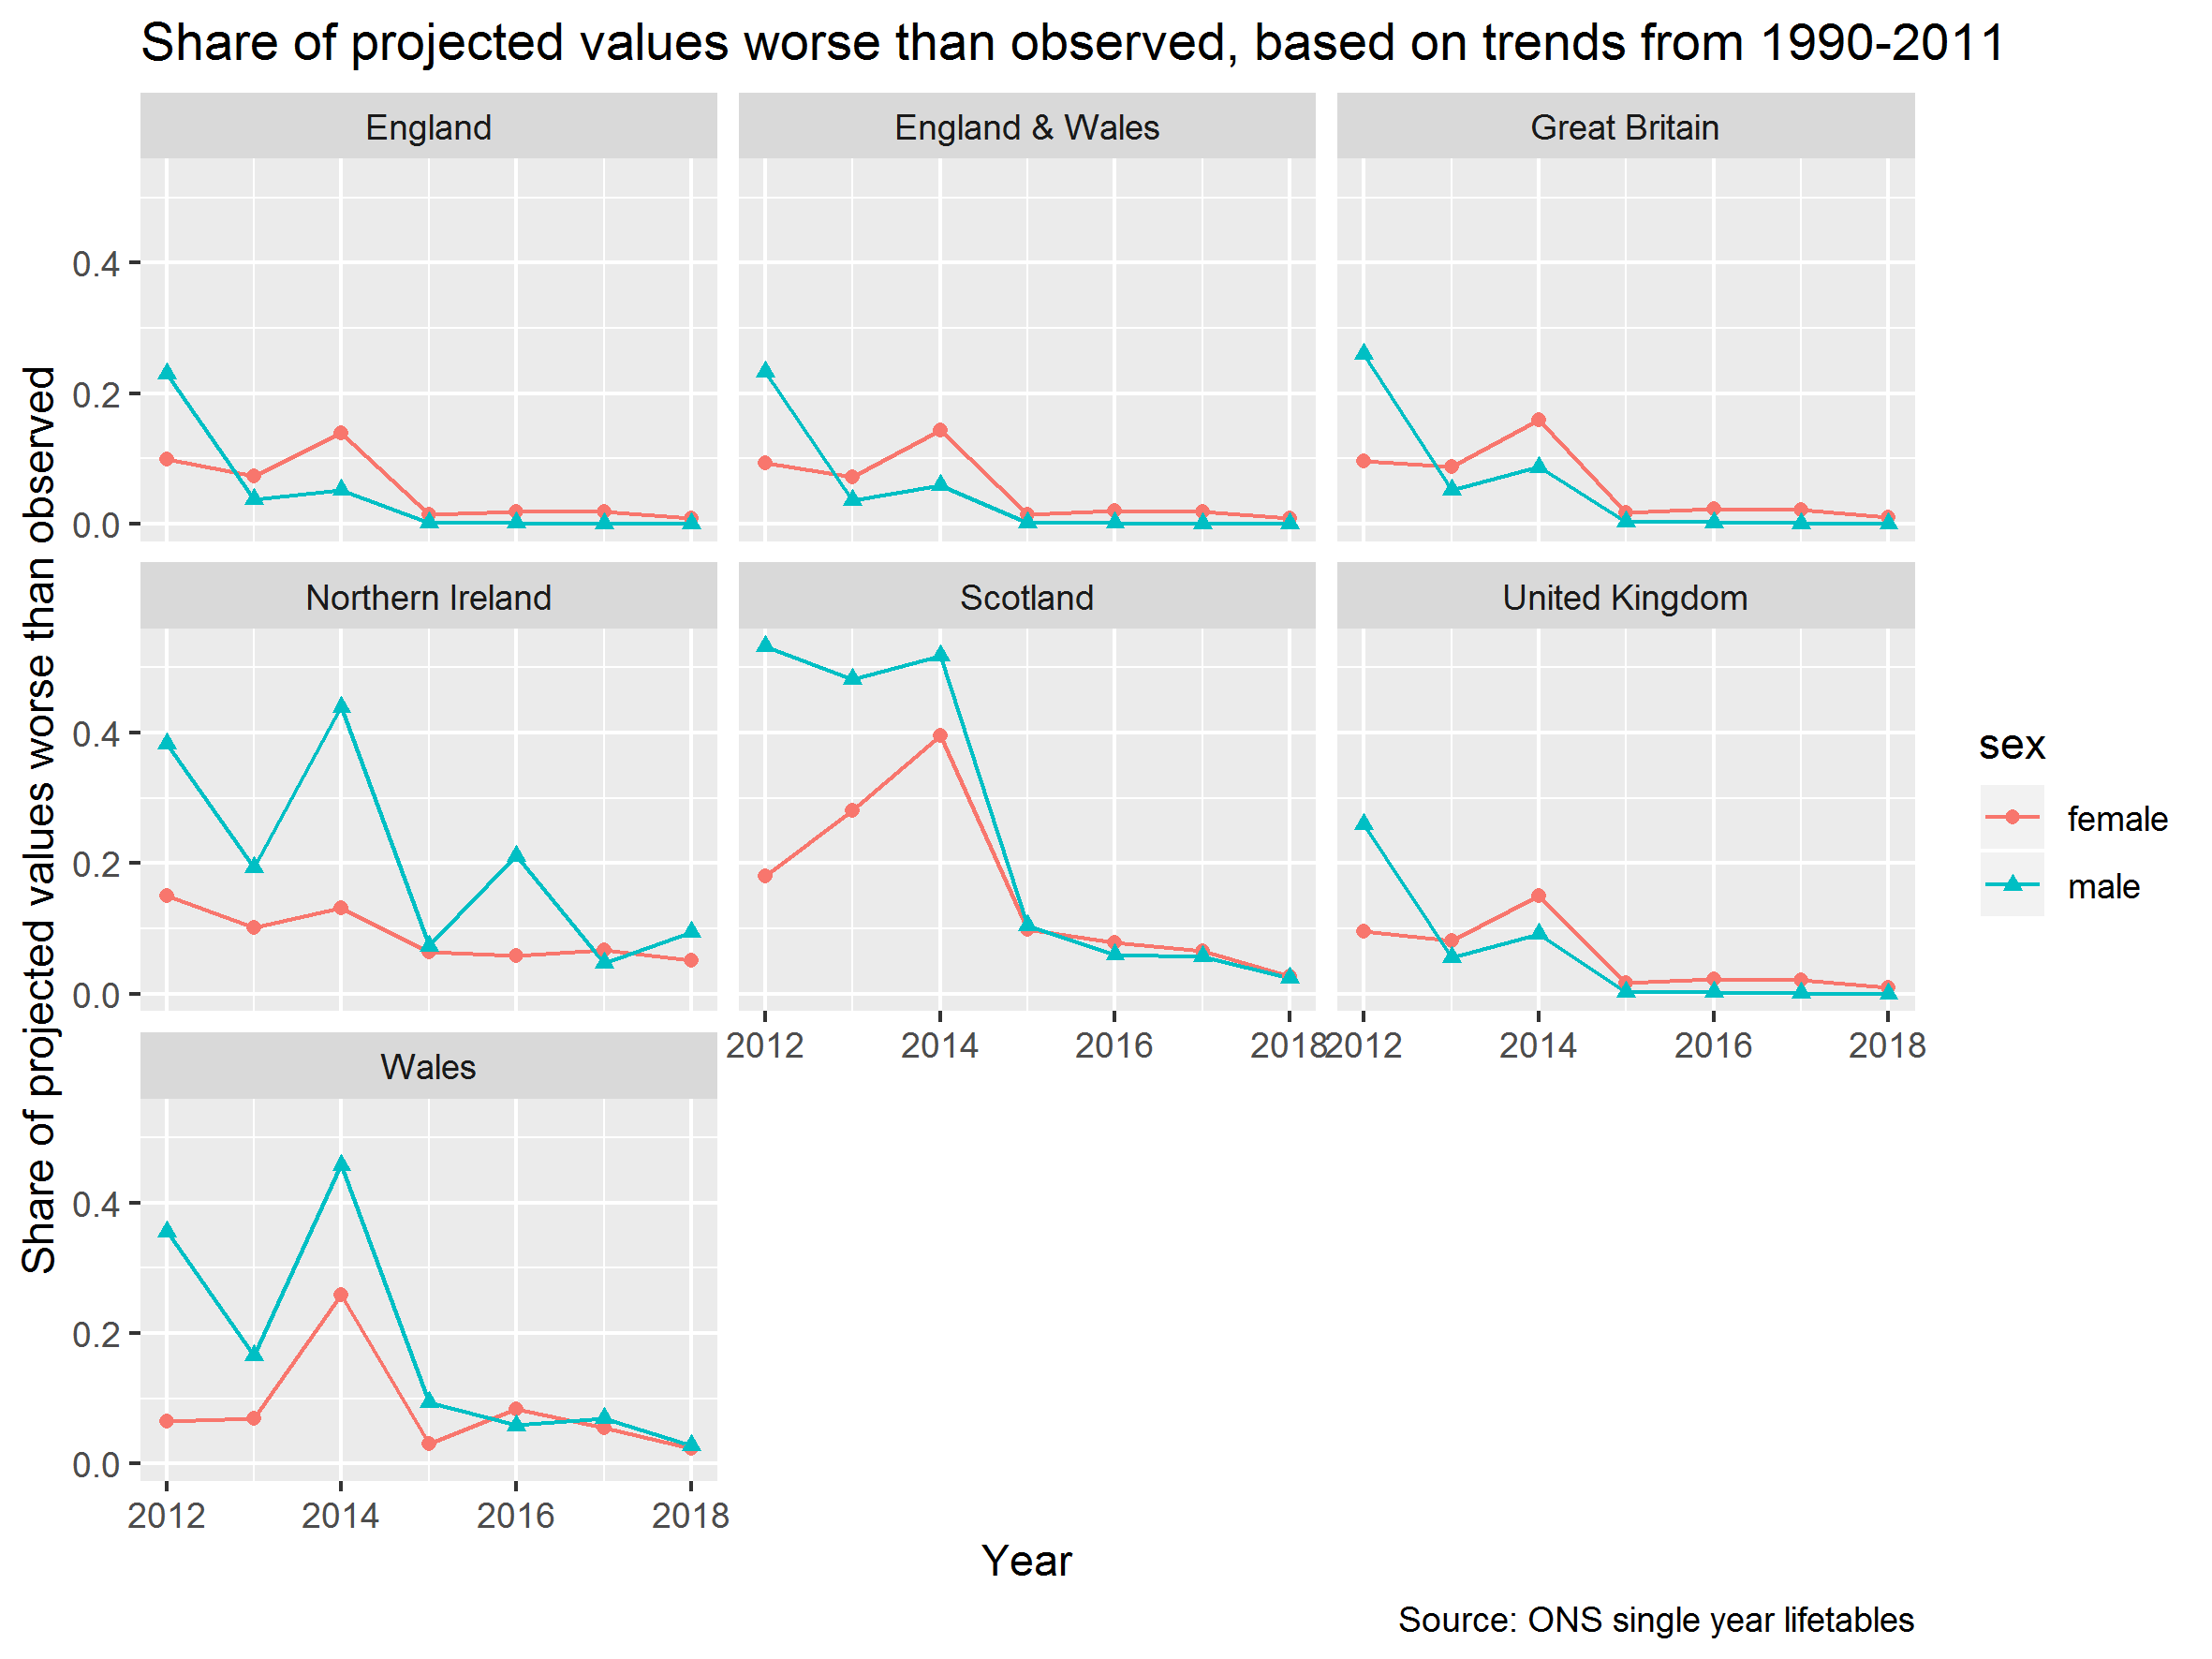 Share of projected values worse than observed, based on trends from 1990-2011
England
England & Wales
Great Britain
0.4
0.2
0.0
Northern Ireland
Scotland
United Kingdom
0.4
0.2
0.0
2012
2014
2016
2018
2012
2014
2016
2018
Wales
0.4
0.2
0.0
2012
2014
2016
2018
Share of projected values worse than observed
Year
sex
female
male
Source: ONS single year lifetables